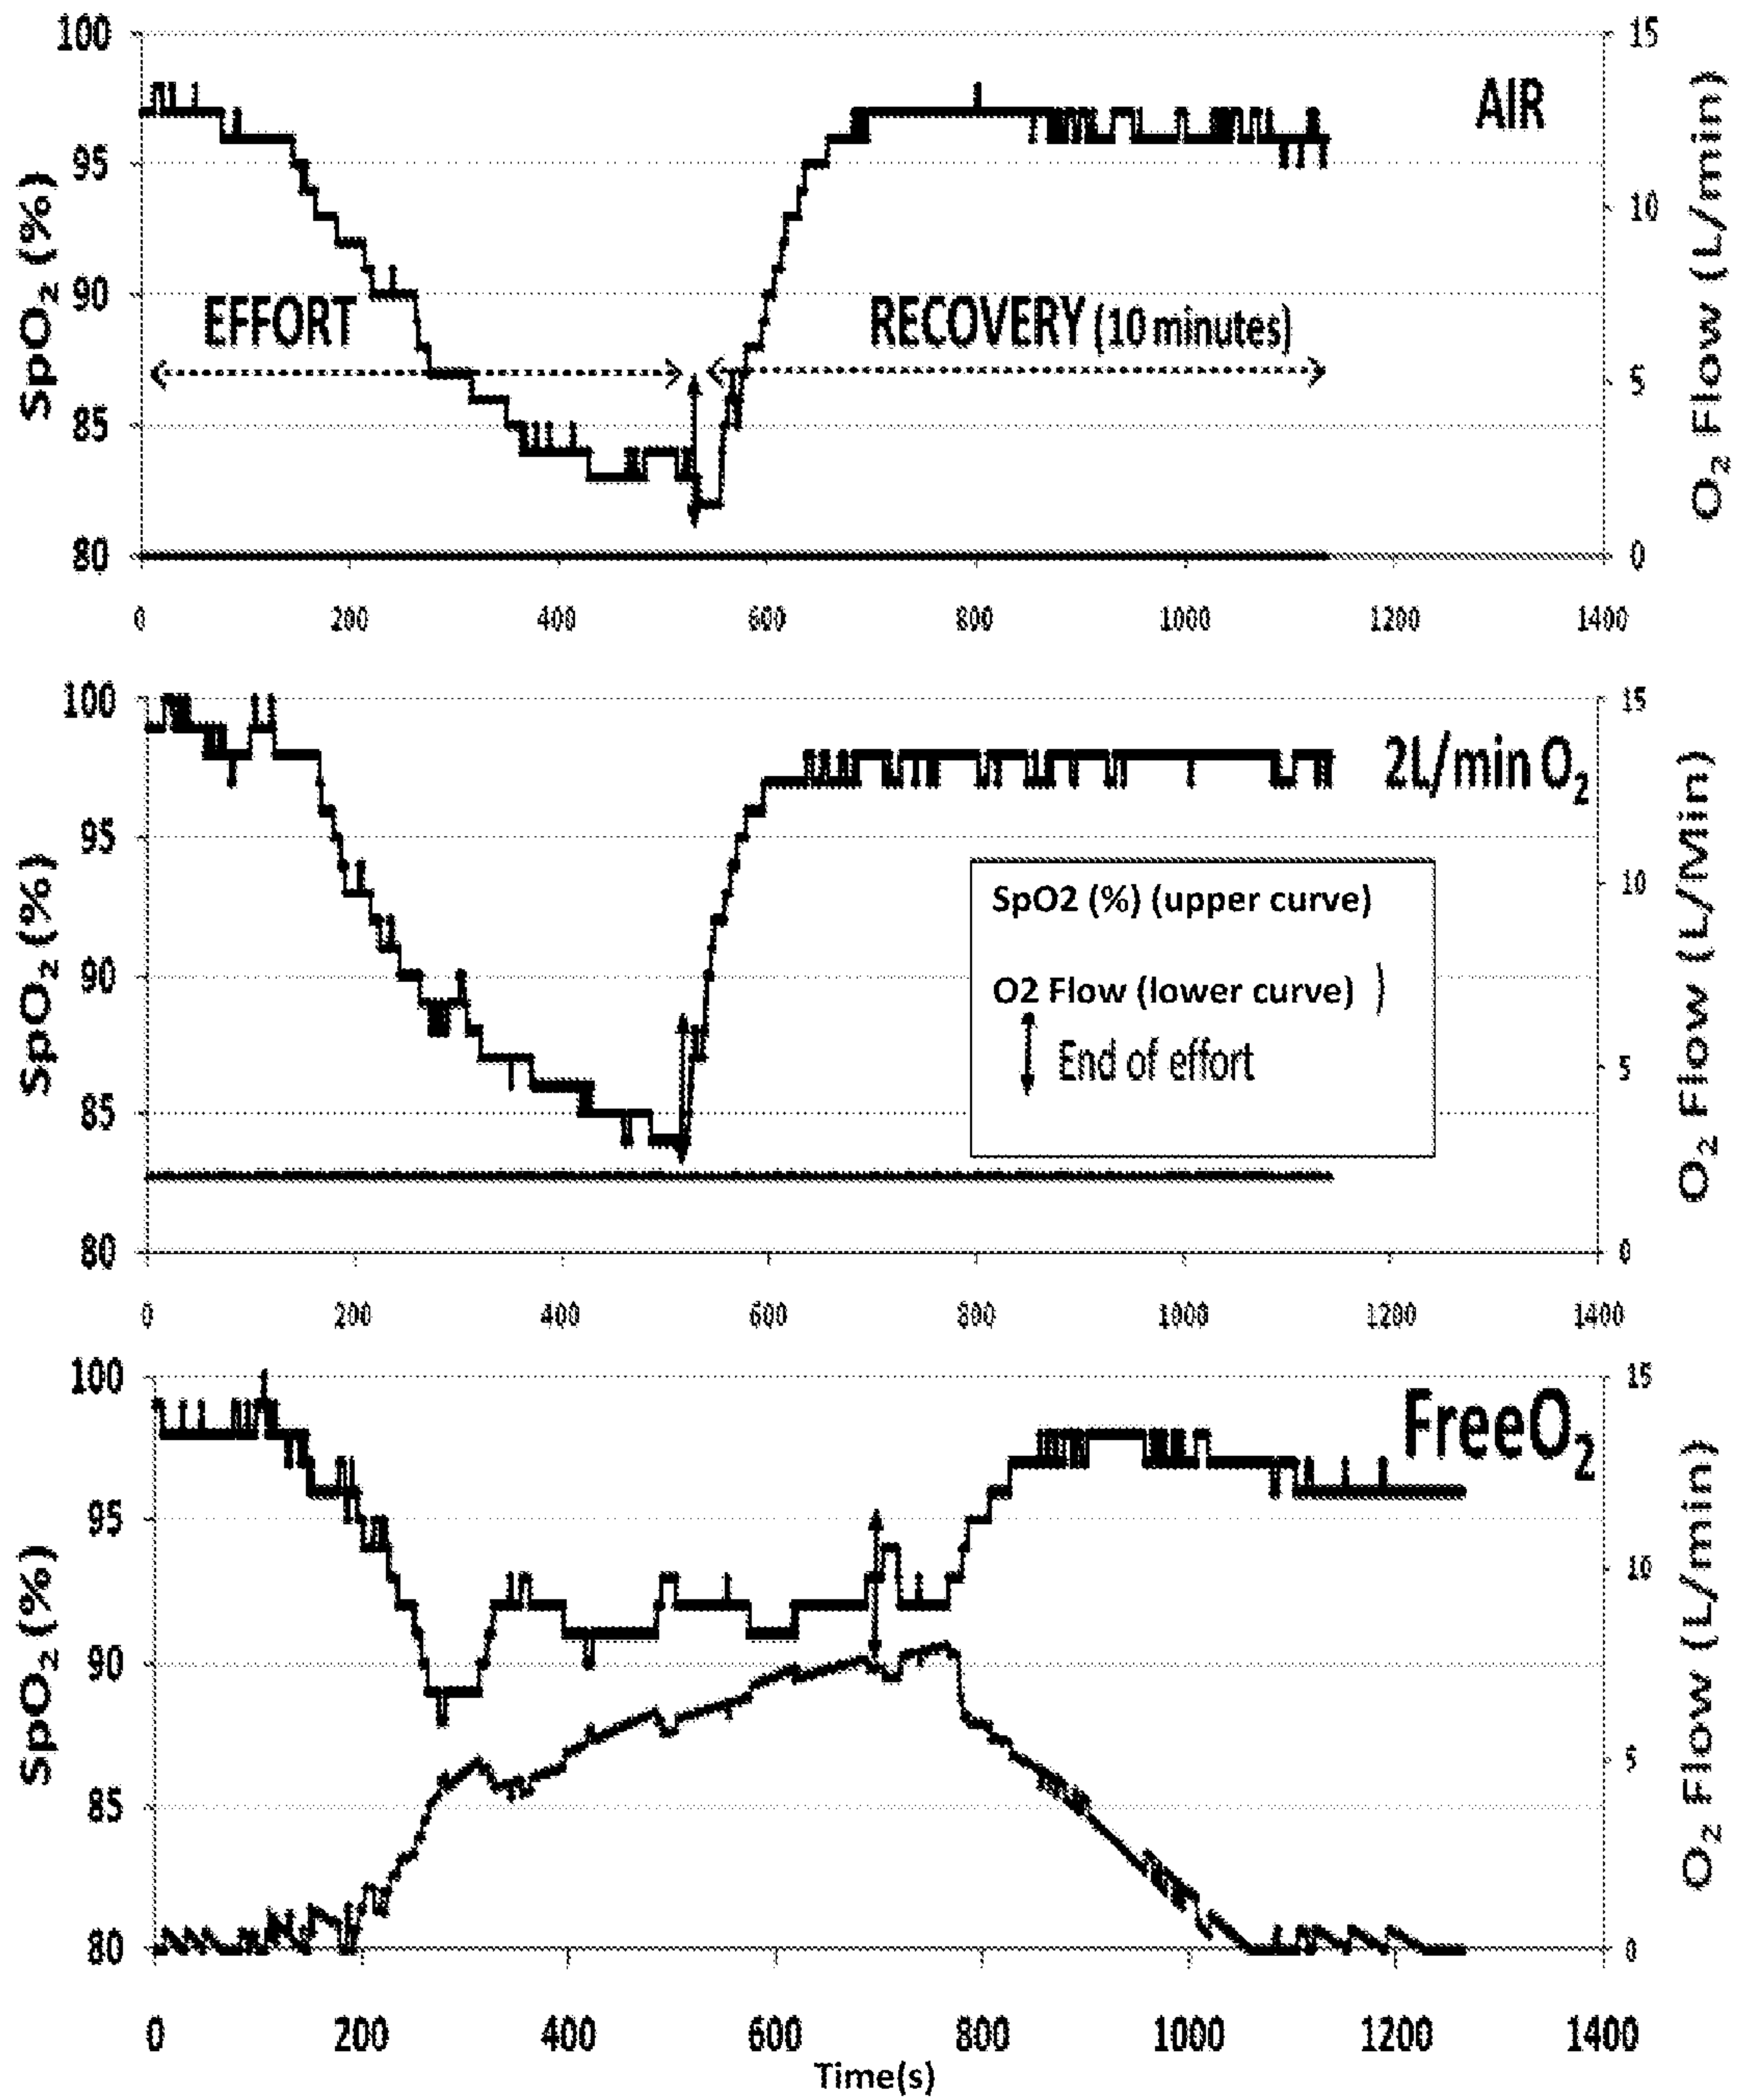 100
95
90
85
80
SpO₂ (%)
15
10
5
0
O₂ Flow (L/min)
AIR
EFFORT
RECOVERY (10 minutes)
0 200 400 600 800 1000 1200 1400
100
95
90
85
80
SpO₂ (%)
15
10
5
0
O₂ Flow (L/Min)
2L/min O₂
SpO2 (%) (upper curve)
O2 Flow (lower curve) )
End of effort
0 200 400 600 800 1000 1200 1400
100
95
90
85
80
SpO₂ (%)
15
10
5
0
O₂ Flow (L/min)
FreeO₂
0 200 400 600 800 1000 1200 1400
Time(s)